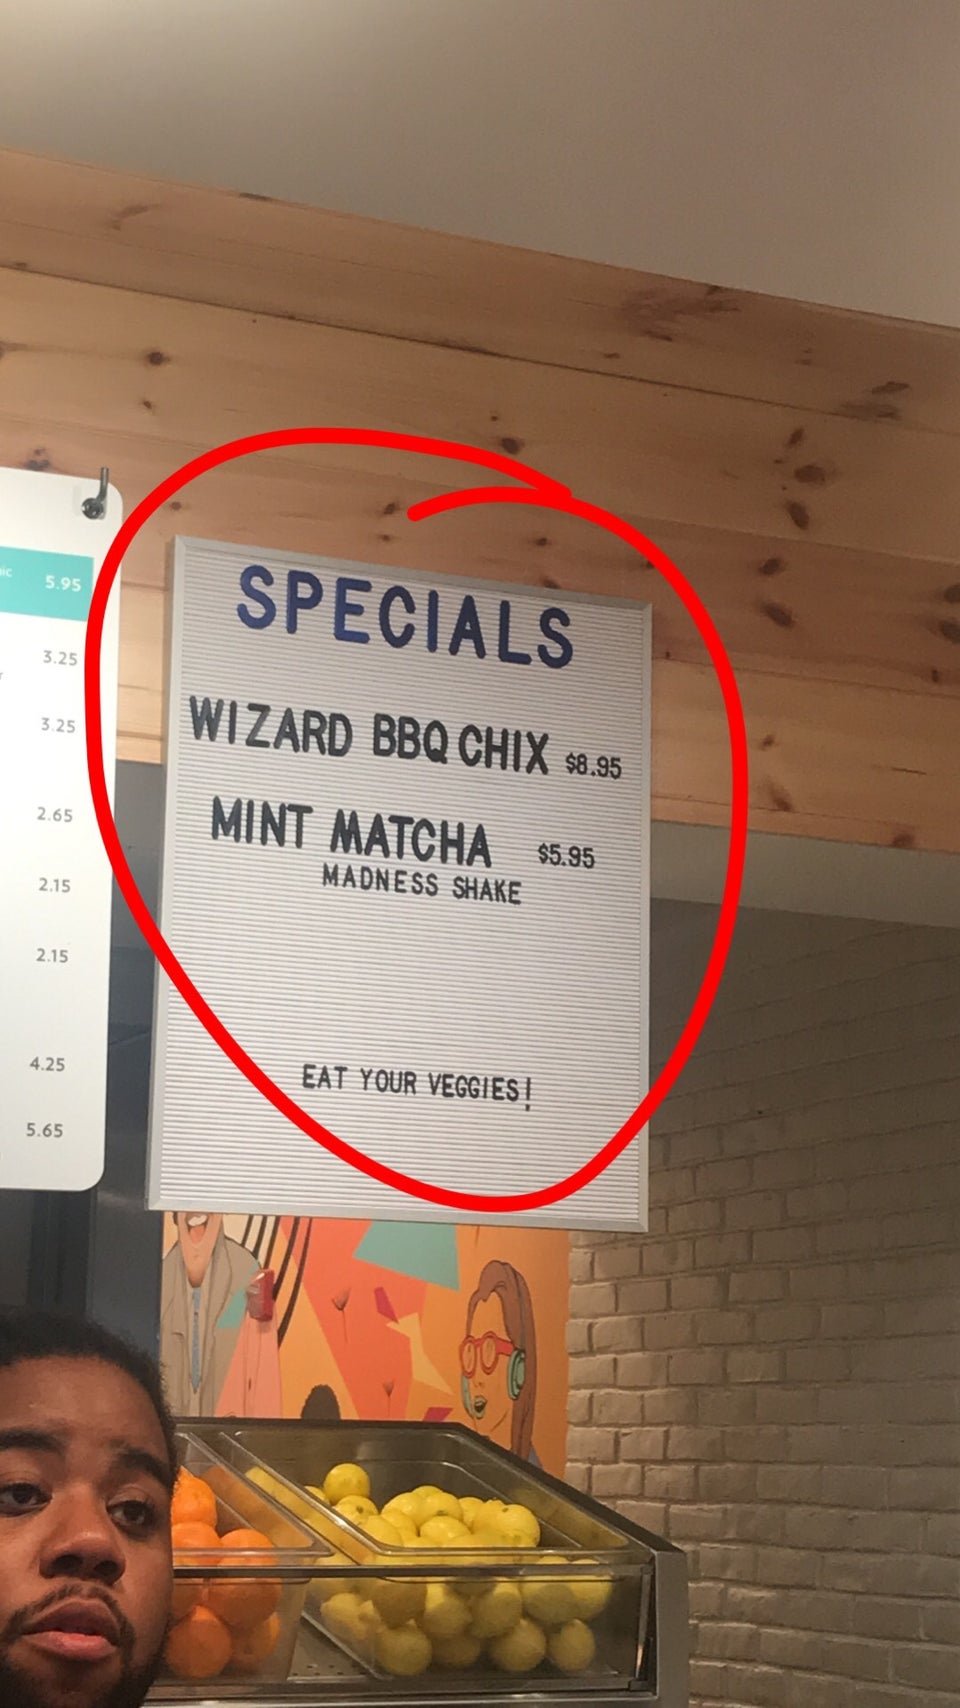 5.95
3.25
3.25
2.65
2.15
2.15
4.25
5.65
SPECIALS
WIZARD BBQ CHIX $8.95
MINT MATCHA $5.95
MADNESS SHAKE
EAT YOUR VEGGIES!